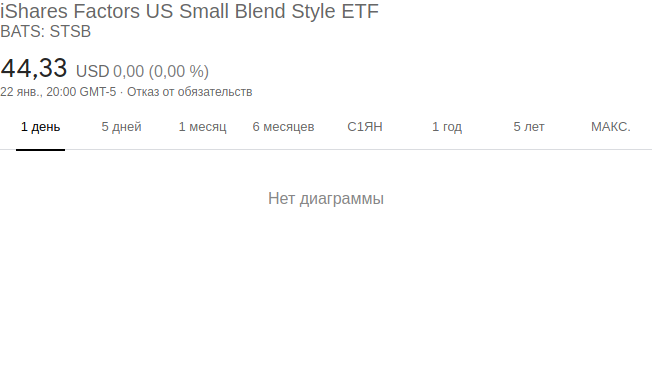 iShares Factors US Small Blend Style ETF
BATS: STSB
44,33 USD 0,00 (0,00 %)
22 янв., 20:00 GMT-5 · Отказ от обязательств
1 день 5 дней 1 месяц 6 месяцев С1ЯН 1 год 5 лет МАКС.
Нет диаграммы